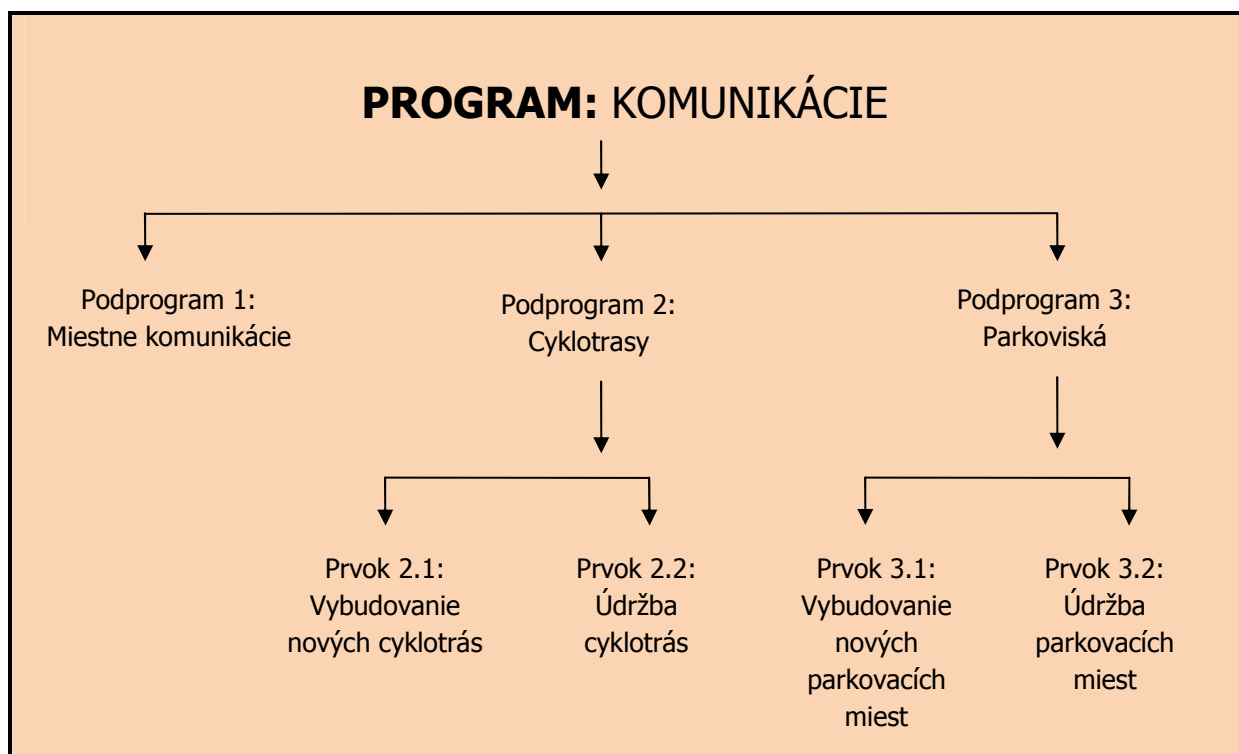 PROGRAM: KOMUNIKÁCIE
Podprogram 1:
Miestne komunikácie
Podprogram 2:
Cyklotrasy
Podprogram 3:
Parkoviská
Prvok 2.1:
Vybudovanie
nových cyklotrás
Prvok 2.2:
Údržba
cyklotrás
Prvok 3.1:
Vybudovanie
nových
parkovacích
miest
Prvok 3.2:
Údržba
parkovacích
miest